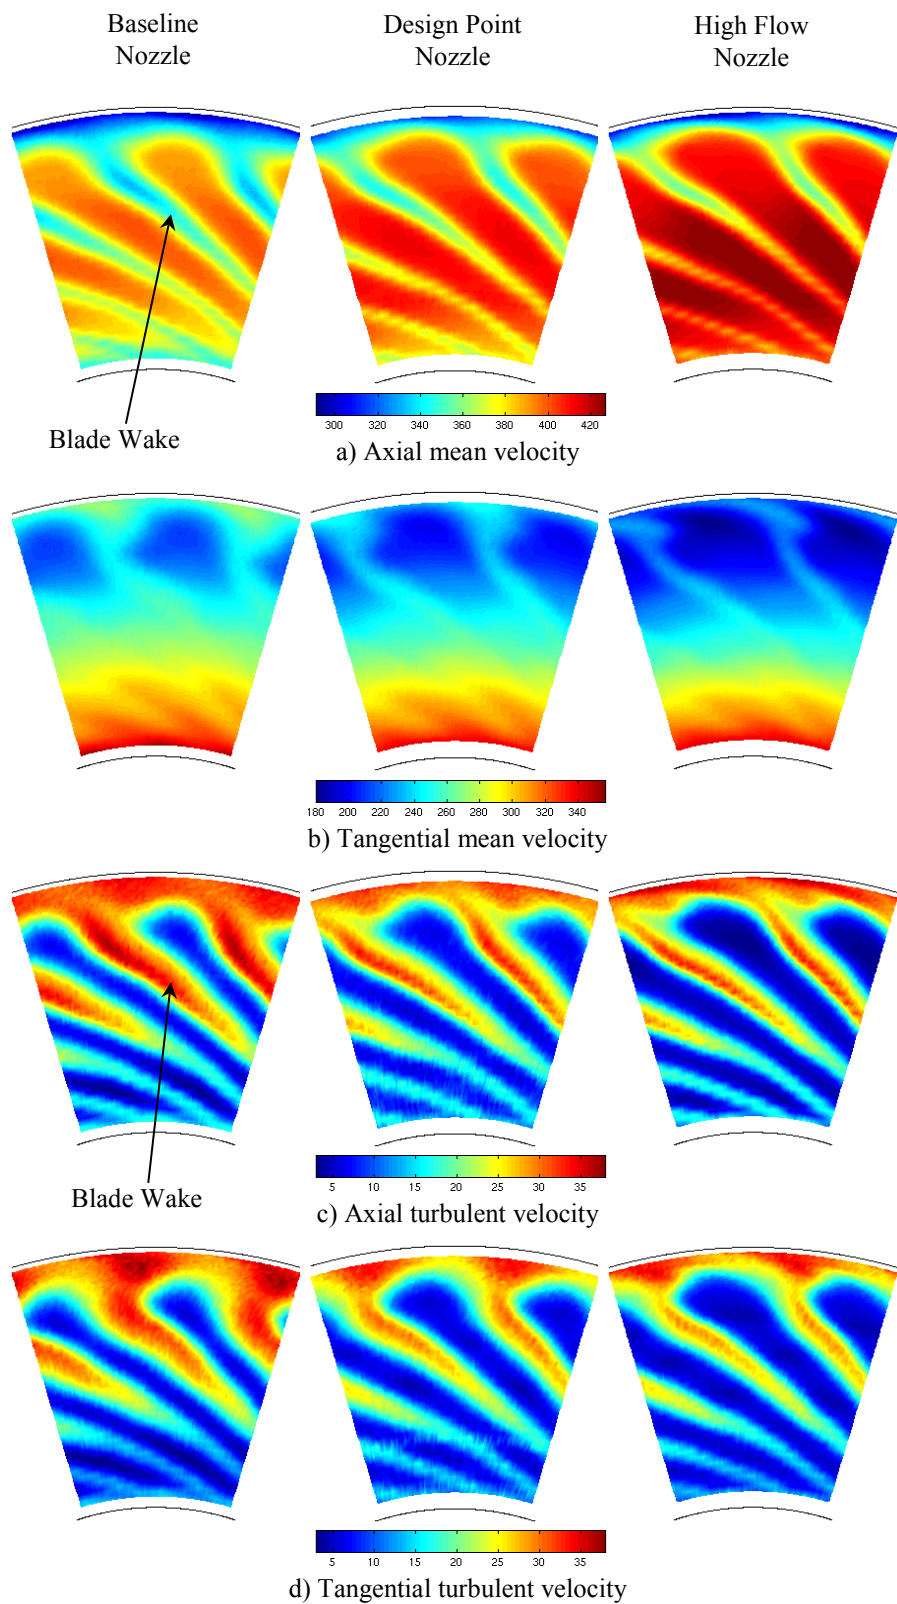 Baseline Nozzle
Design Point Nozzle
High Flow Nozzle
Blade Wake
300 320 340 360 380 400 420
a) Axial mean velocity
180 200 220 240 260 280 300 320 340
b) Tangential mean velocity
Blade Wake
5 10 15 20 25 30 35
c) Axial turbulent velocity
5 10 15 20 25 30 35
d) Tangential turbulent velocity